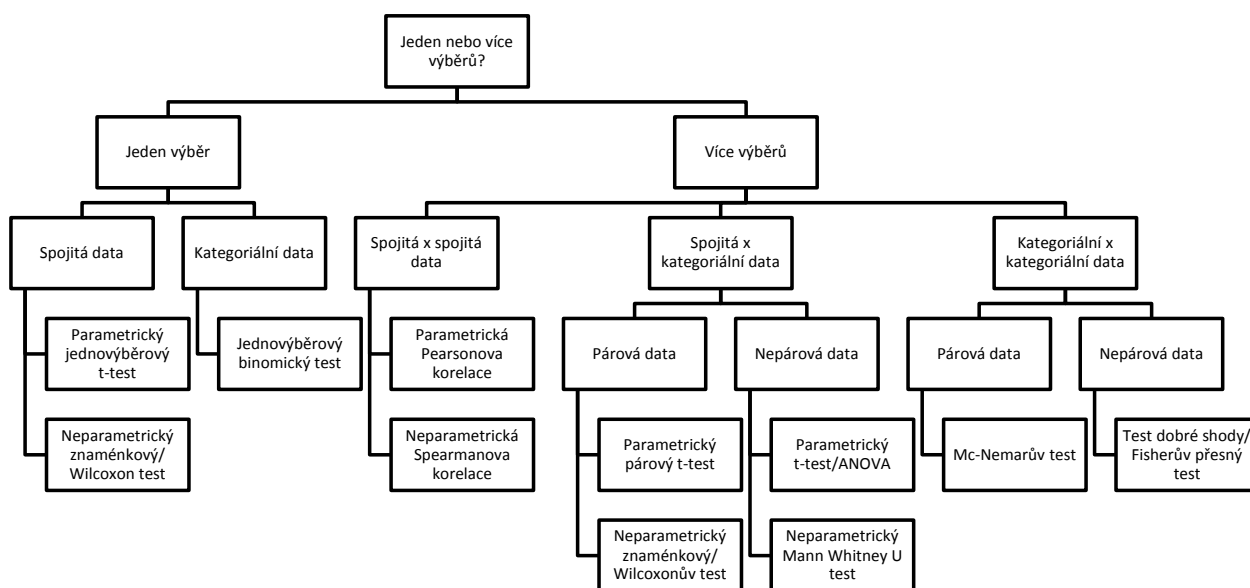 Jeden nebo více
výběrů?
Jeden výběr
Více výběrů
Spojitá data
Kategoriální data
Spojitá x spojitá
data
Spojitá x
kategoriální data
Kategoriální x
kategoriální data
Parametrický
jednovýběrový
t-test
Jednovýběrový
binomický test
Parametrická
Pearsonova
korelace
Párová data
Nepárová data
Párová data
Nepárová data
Neparametrický
znaménkový/
Wilcoxon test
Neparametrická
Spearmanova
korelace
Parametrický
párový t-test
Parametrický
t-test/ANOVA
Mc-Nemarův test
Test dobré shody/
Fisherův přesný
test
Neparametrický
znaménkový/
Wilcoxonův test
Neparametrický
Mann Whitney U
test